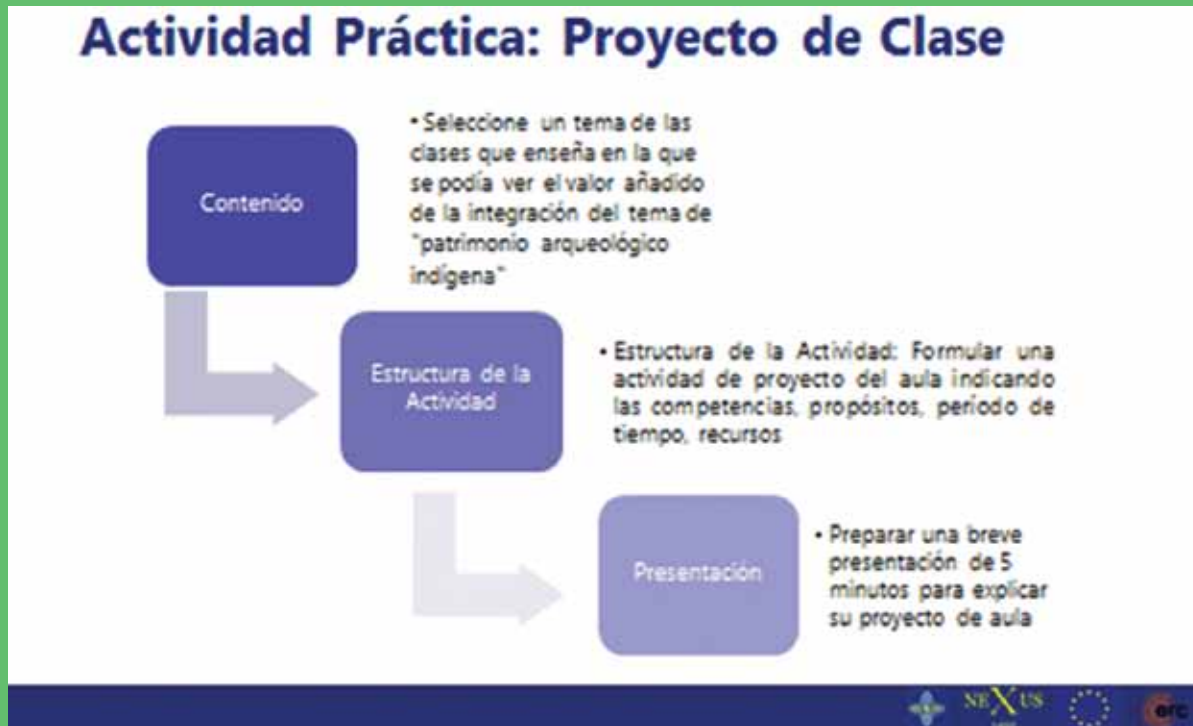 Actividad Práctica: Proyecto de Clase
Contenido
• Seleccione un tema de las
clases que enseña en la que
se podía ver el valor añadido
de la integración del tema de
"patrimonio arqueológico
indígena"
Estructura de la
Actividad
• Estructura de la Actividad: Formular una
actividad de proyecto del aula indicando
las competencias, propósitos, período de
tiempo, recursos
Presentación
• Preparar una breve
presentación de 5
minutos para explicar
su proyecto de aula
NEXUS
erc